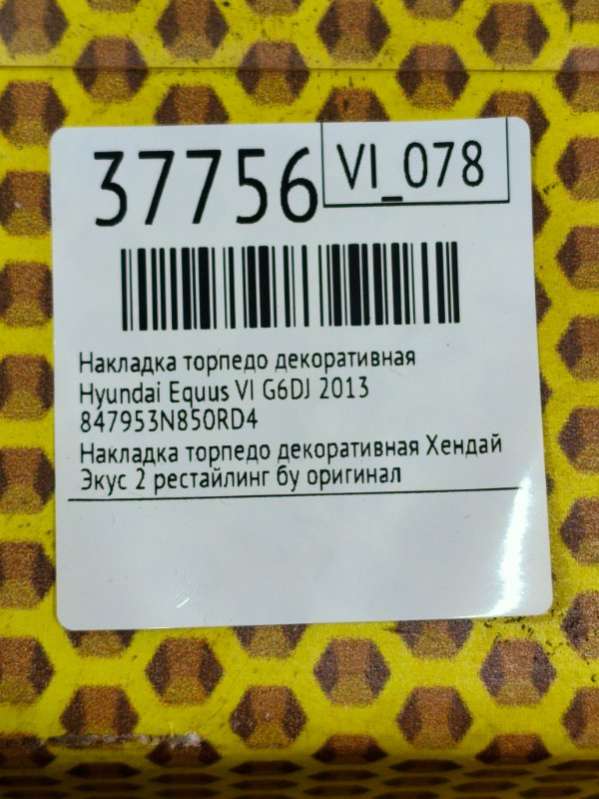 37756
VI_078
Накладка торпедо декоративная
Hyundai Equus VI G6DJ 2013
847953N850RD4
Накладка торпедо декоративная Хендай
Экус 2 рестайлинг бу оригинал